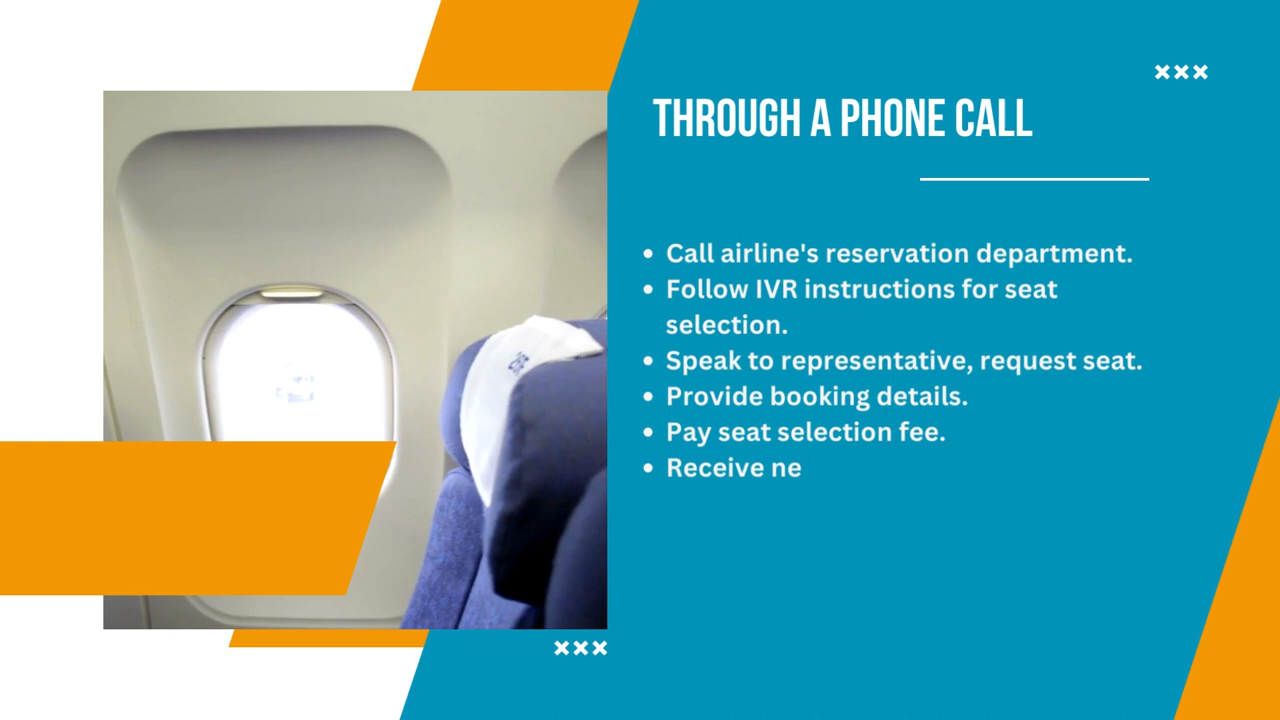 THROUGH A PHONE CALL
• Call airline's reservation department.
• Follow IVR instructions for seat
selection.
• Speak to representative, request seat.
• Provide booking details.
• Pay seat selection fee.
• Receive ne